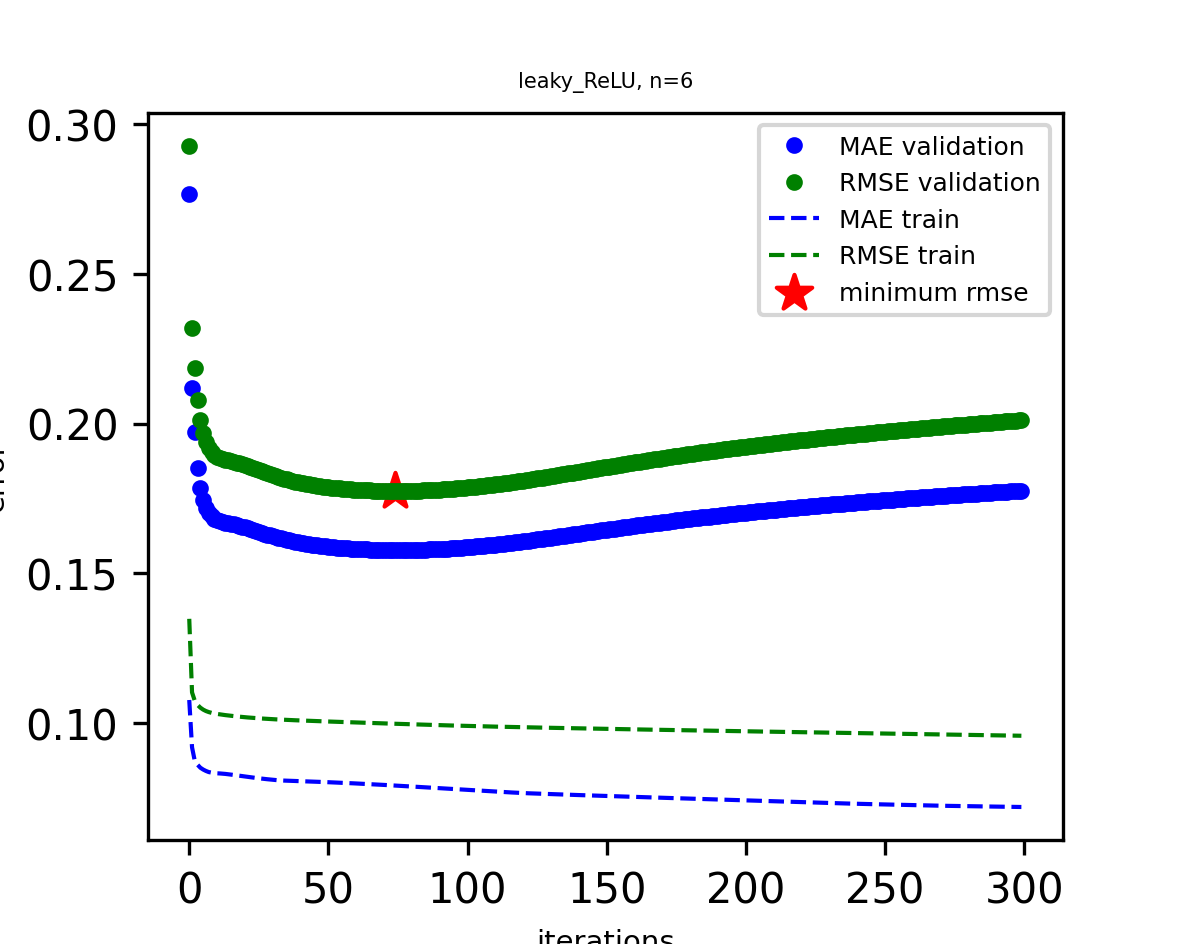 leaky_ReLU, n=6
0.30
0.25
0.20
0.15
0.10
MAE validation
RMSE validation
MAE train
RMSE train
minimum rmse
0 50 100 150 200 250 300
iterations